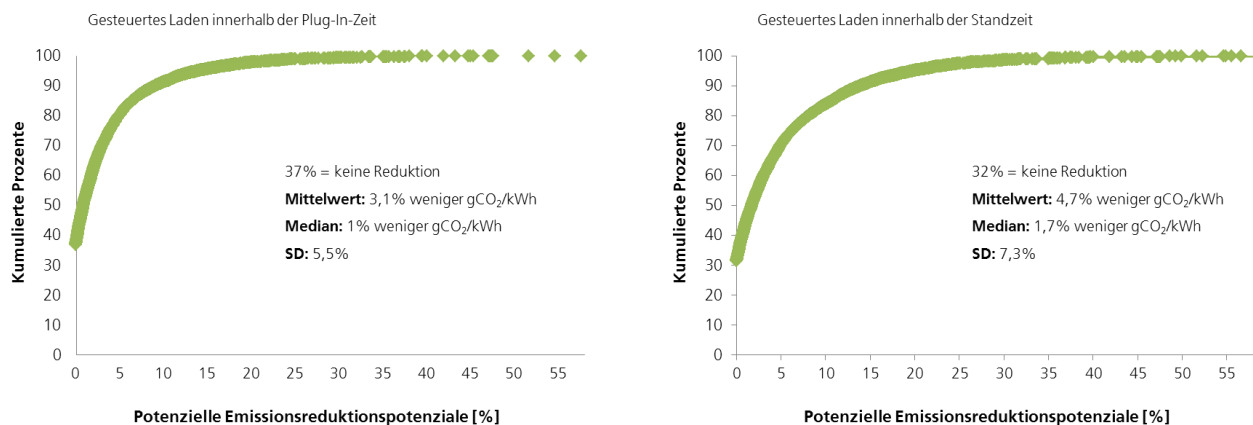 Gesteuertes Laden innerhalb der Plug-In-Zeit
Kumulierte Prozente
100
90
80
70
60
50
40
30
20
10
0
37% = keine Reduktion
Mittelwert: 3,1% weniger gCO₂/kWh
Median: 1% weniger gCO₂/kWh
SD: 5,5%
0 5 10 15 20 25 30 35 40 45 50 55
Potenzielle Emissionsreduktionspotenziale [%]
Gesteuertes Laden innerhalb der Standzeit
Kumulierte Prozente
100
90
80
70
60
50
40
30
20
10
0
32% = keine Reduktion
Mittelwert: 4,7% weniger gCO₂/kWh
Median: 1,7% weniger gCO₂/kWh
SD: 7,3%
0 5 10 15 20 25 30 35 40 45 50 55
Potenzielle Emissionsreduktionspotenziale [%]